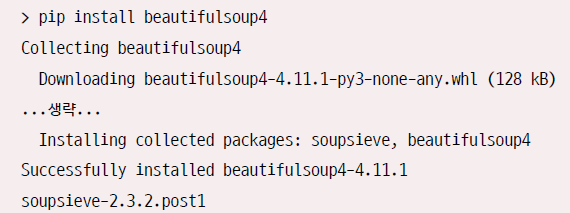 > pip install beautifulsoup4
Collecting beautifulsoup4
  Downloading beautifulsoup4-4.11.1-py3-none-any.whl (128 kB)
...생략...
  Installing collected packages: soupsieve, beautifulsoup4
Successfully installed beautifulsoup4-4.11.1
soupsieve-2.3.2.post1